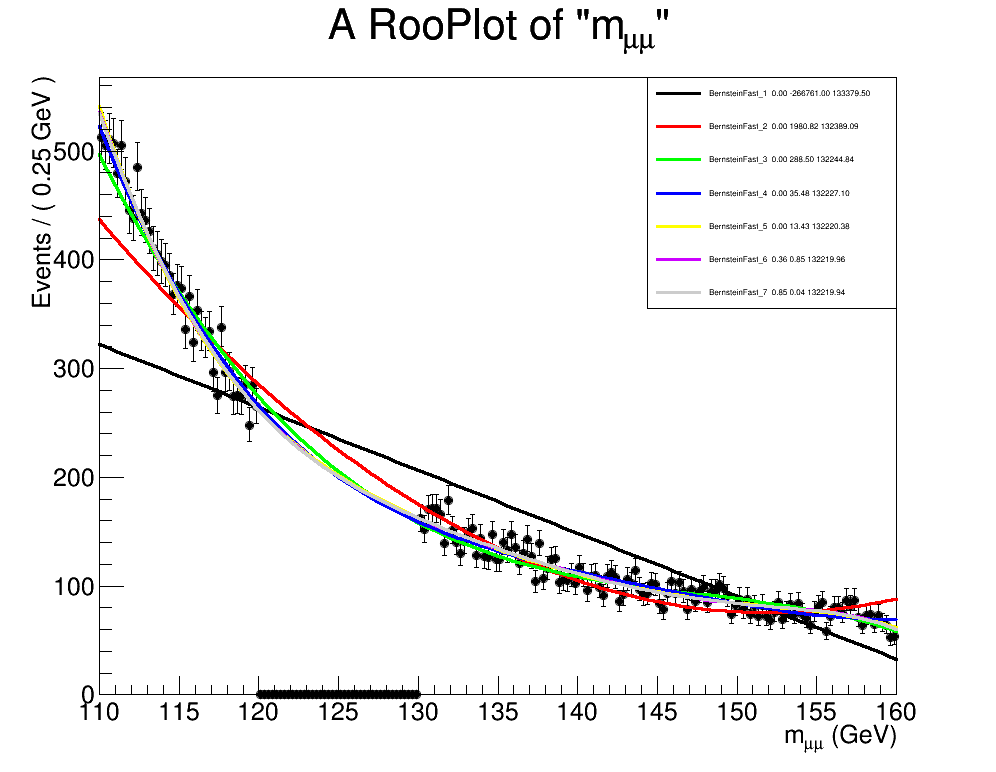 A RooPlot of "mμμ"
Events / ( 0.25 GeV )
500
400
300
200
100
0
BernsteinFast_1 0.00 -266761.00 133379.50
BernsteinFast_2 0.00 1980.82 132389.09
BernsteinFast_3 0.00 288.50 132244.84
BernsteinFast_4 0.00 35.48 132227.10
BernsteinFast_5 0.00 13.43 132220.38
BernsteinFast_6 0.36 0.85 132219.96
BernsteinFast_7 0.85 0.04 132219.94
110 115 120 125 130 135 140 145 150 155 160
mμμ (GeV)